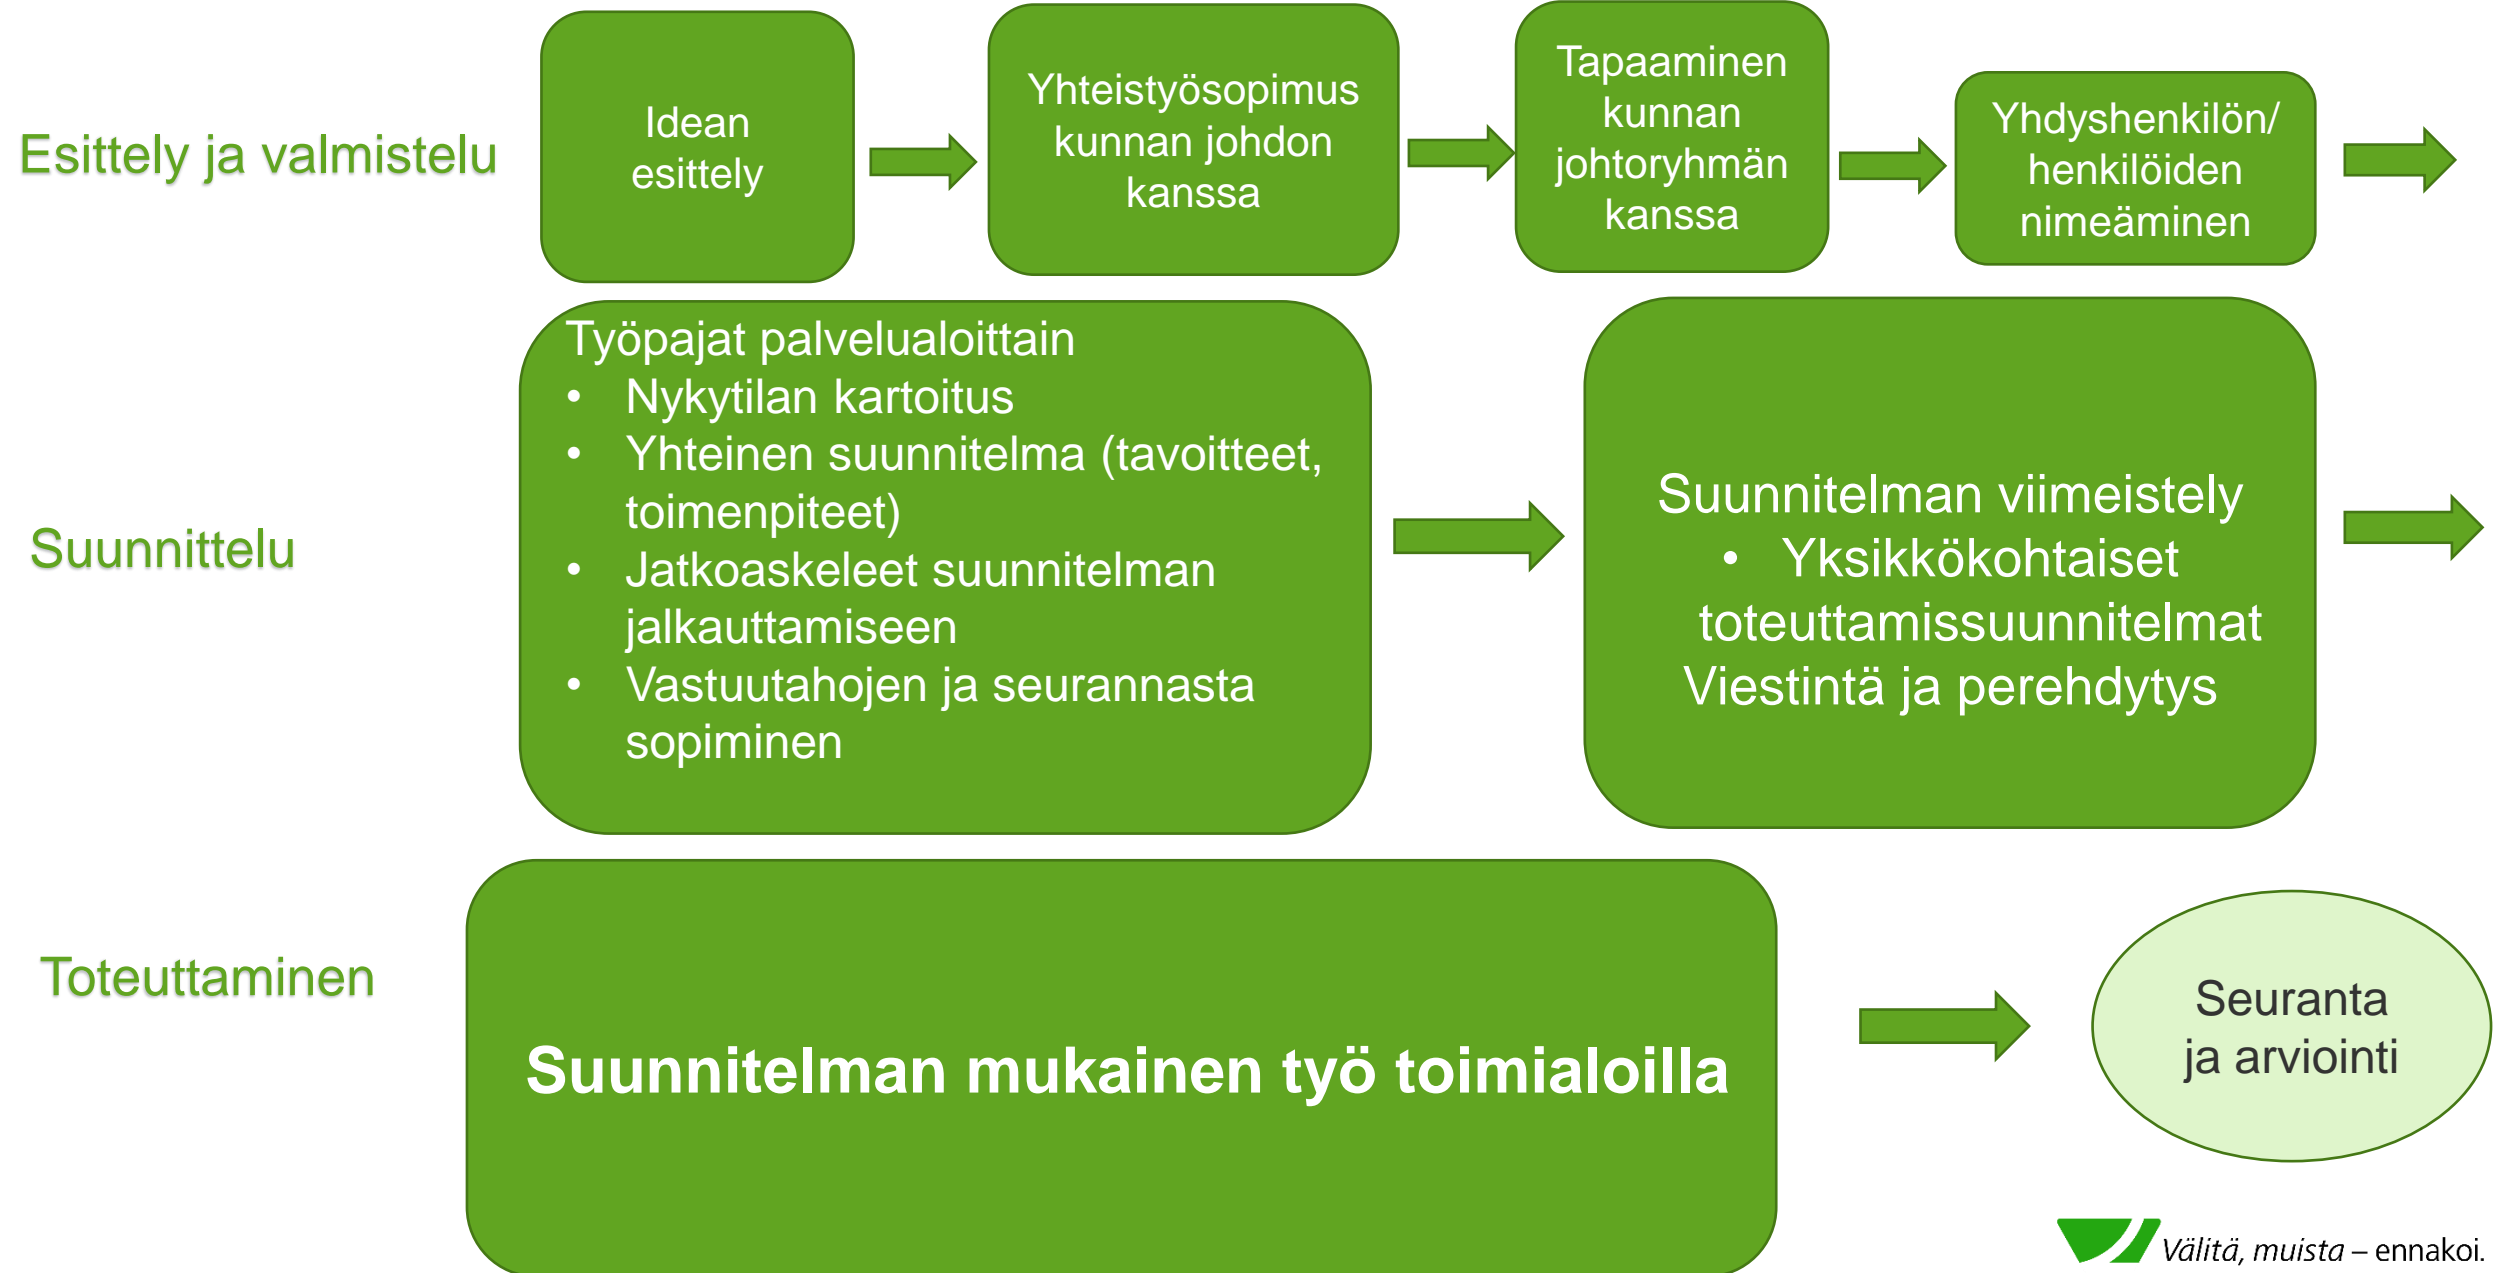 Esittely ja valmistelu
Idean
esittely
Yhteistyösopimus
kunnan johdon
kanssa
Tapaaminen
kunnan
johtoryhmän
kanssa
Yhdyshenkilön/
henkilöiden
nimeäminen
Suunnittelu
Työpajat palvelualoittain
• Nykytilan kartoitus
• Yhteinen suunnitelma (tavoitteet,
toimenpiteet)
• Jatkoaskeleet suunnitelman
jalkauttamiseen
• Vastuutahojen ja seurannasta
sopiminen
Suunnitelman viimeistely
• Yksikkökohtaiset
toteuttamissuunnitelmat
Viestintä ja perehdytys
Toteuttaminen
Suunnitelman mukainen työ toimialoilla
Seuranta
ja arviointi
Välitä, muista – ennakoi.